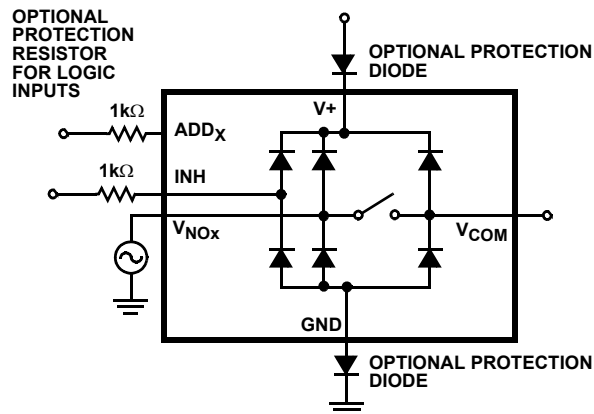 OPTIONAL
PROTECTION
RESISTOR
FOR LOGIC
INPUTS
OPTIONAL PROTECTION
DIODE
1kΩ
ADDX
V+
1kΩ
INH
VNOx
VCOM
GND
OPTIONAL PROTECTION
DIODE